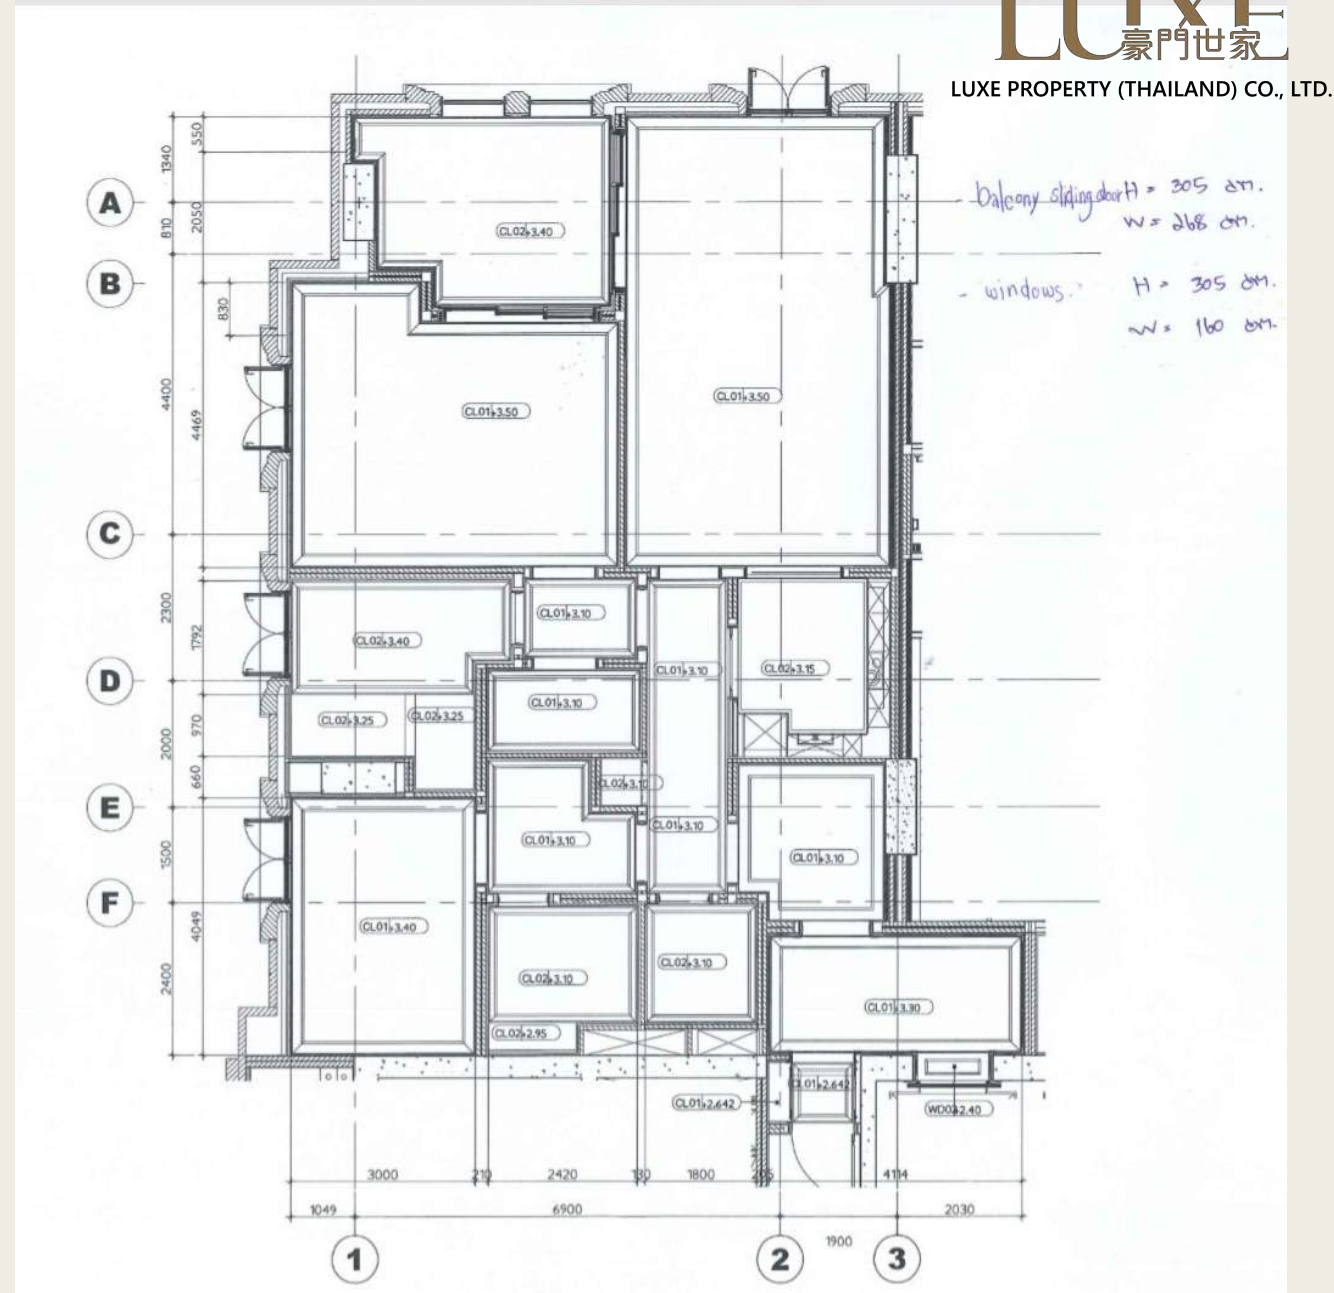 LUXE
豪門世家
LUXE PROPERTY (THAILAND) CO., LTD.
- balcony sliding door H = 305 cm.
W = 268 cm.
- windows. H = 305 cm.
W = 160 cm.
A
B
C
D
E
F
1340
810
4400
2300
2000
1500
2400
550
2050
830
4469
1792
970
660
4049
CL02+3.40
CL01+3.50
CL01+3.50
CL01+3.10
CL02+3.40
CL01+3.10
CL02+3.15
CL01+3.10
CL02+3.25
CL02+3.25
CL02+3.10
CL01+3.10
CL01+3.10
CL01+3.10
CL01+3.40
CL02+3.10
CL02+3.10
CL01+3.30
CL02+2.95
CL01+2.642
CL01+2.642
WD02+2.40
3000
210
2420
130
1800
4114
1049
6900
1900
2030
1
2
3